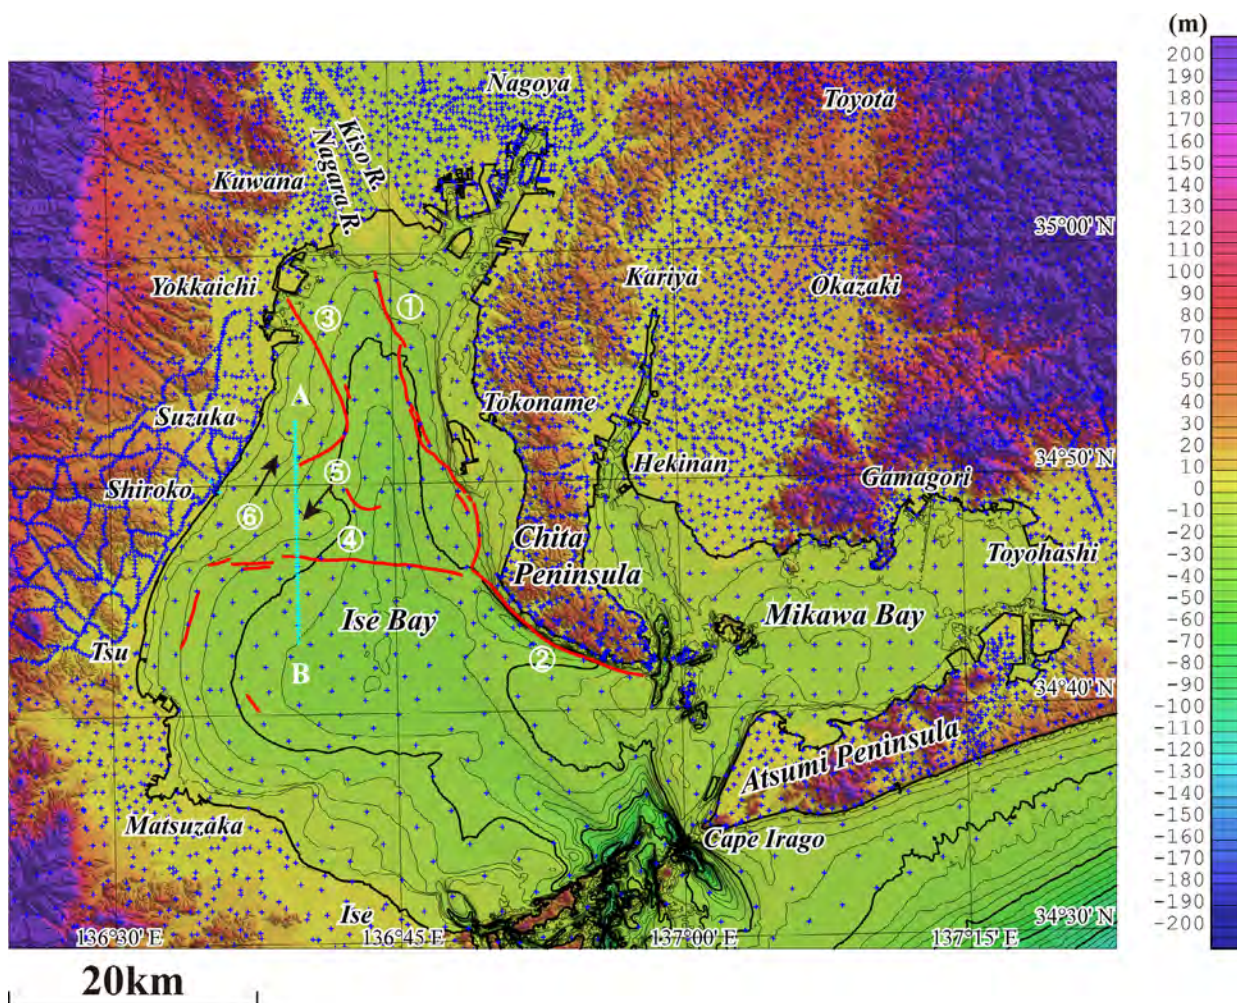 (m)
200
190
180
170
160
150
140
130
120
110
100
90
80
70
60
50
40
30
20
10
0
-10
-20
-30
-40
-50
-60
-70
-80
-90
-100
-110
-120
-130
-140
-150
-160
-170
-180
-190
-200
Nagoya
Toyota
Kiso R.
Nagara R.
Kuwana
35°00' N
Yokkaichi
Kariya
Okazaki
①
③
A
Suzuka
Tokoname
34°50' N
Hekinan
Gamagori
Shiroko
⑤
⑥
④
Chita
Peninsula
Toyohashi
Ise Bay
Mikawa Bay
Tsu
②
B
34°40' N
Atsumi Peninsula
Matsuzaka
Cape Irago
Ise
34°30' N
136°30' E
136°45' E
137°00' E
137°15' E
20km